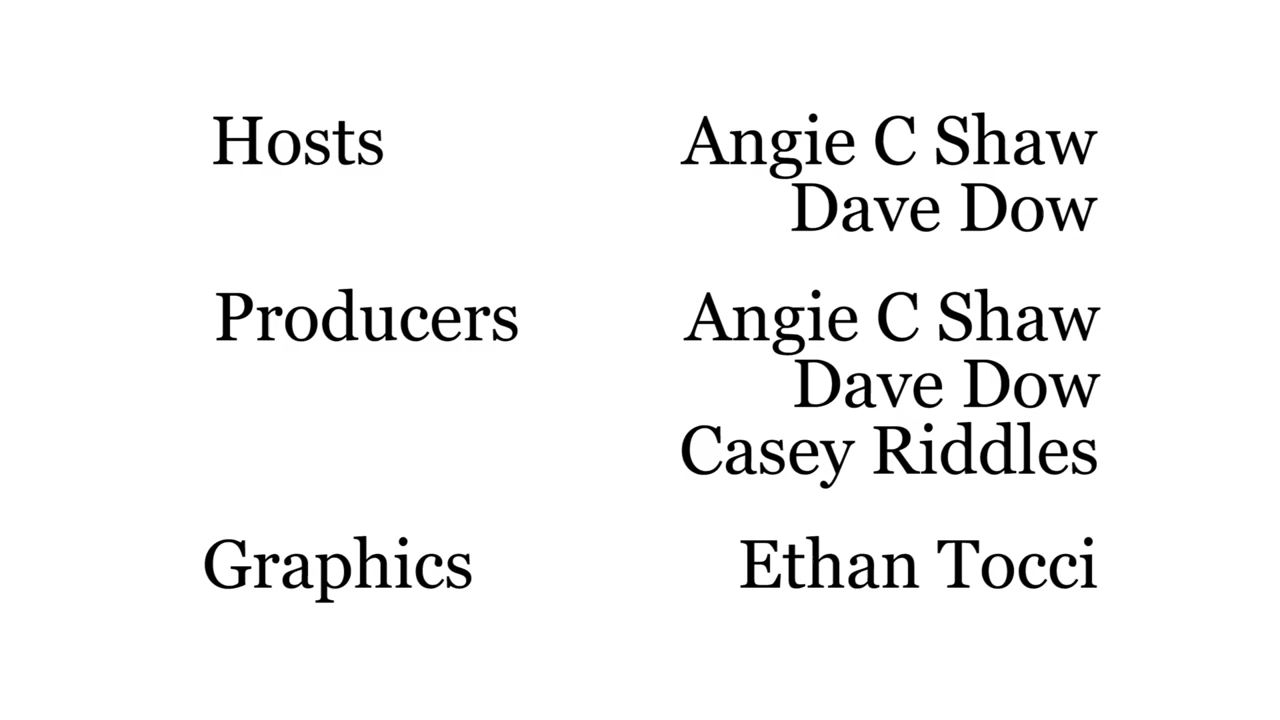 Hosts Angie C Shaw
Dave Dow
Producers Angie C Shaw
Dave Dow
Casey Riddles
Graphics Ethan Tocci